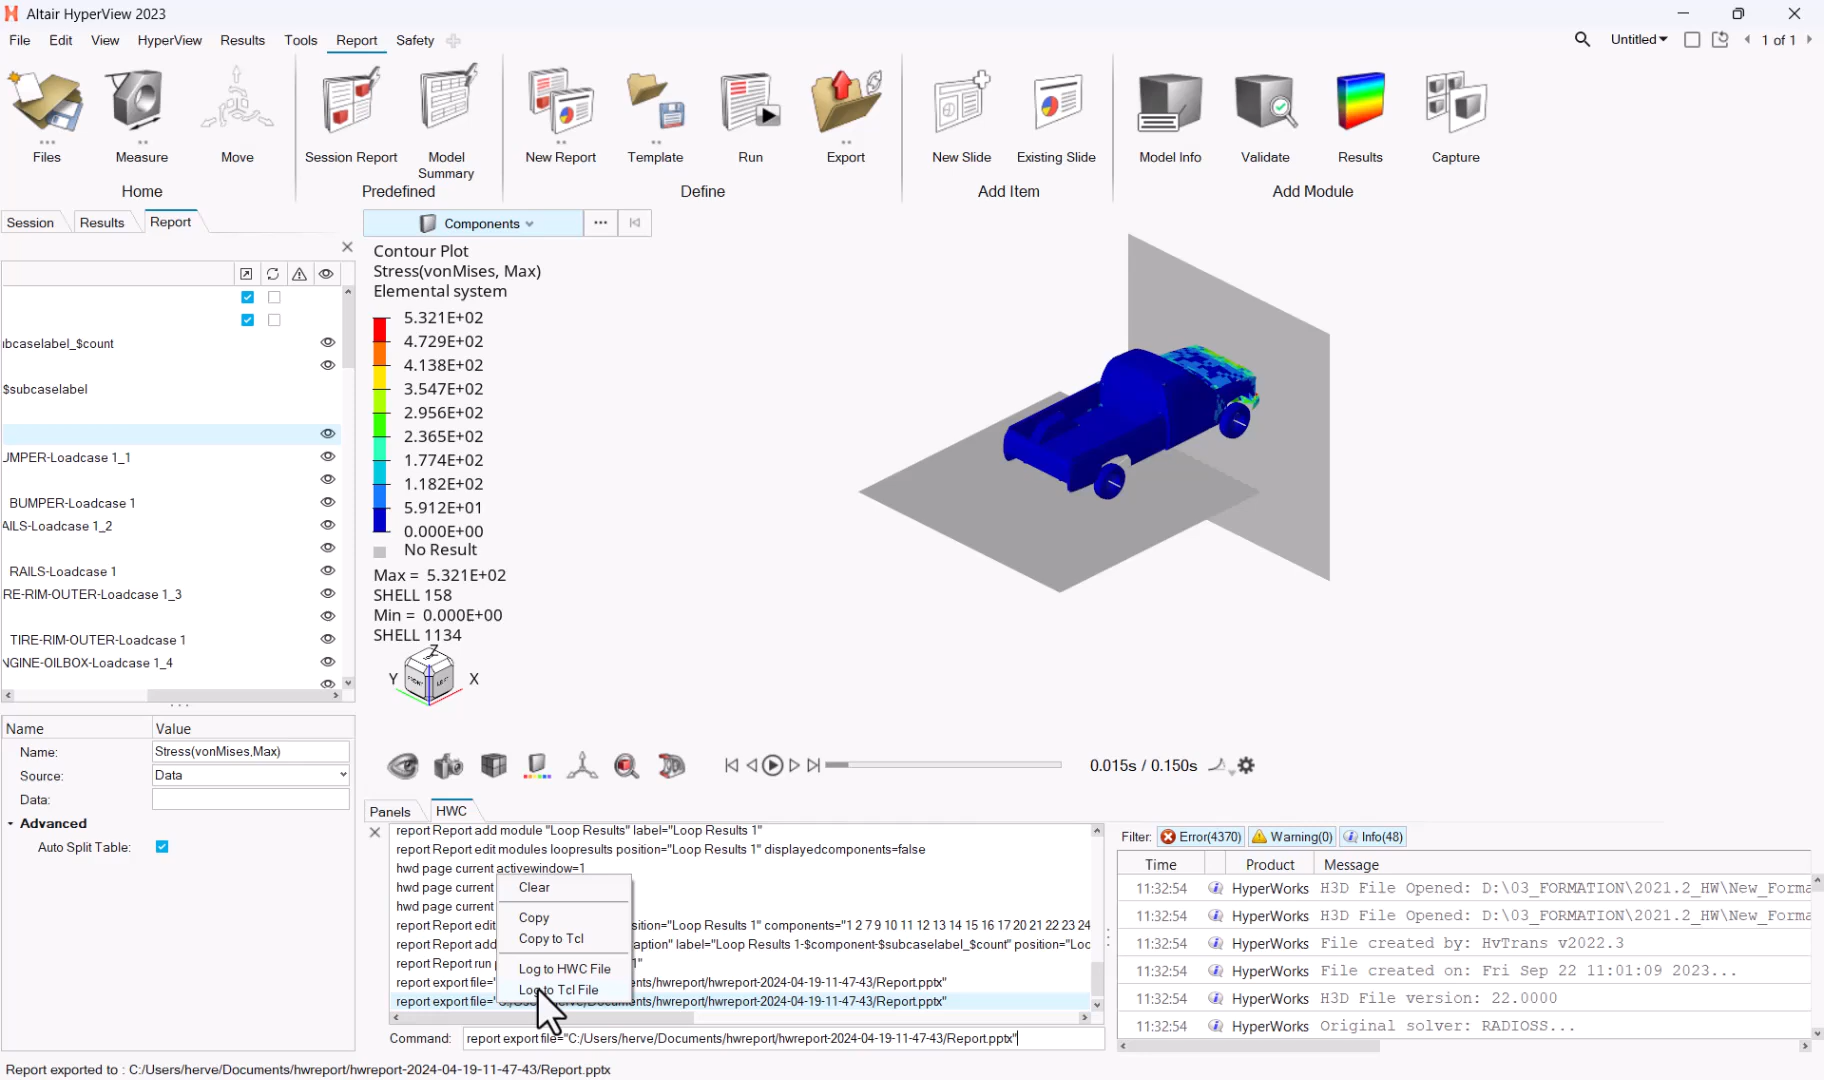 Altair HyperView 2023
File Edit View HyperView Results Tools Report Safety
Untitled 1 of 1
Files Measure Move Session Report Model Summary New Report Template Run Export New Slide Existing Slide Model Info Validate Results Capture
Home Predefined Define Add Item Add Module
Session Results Report
Components
Contour Plot
Stress(vonMises, Max)
Elemental system
5.321E+02
4.729E+02
4.138E+02
3.547E+02
2.956E+02
2.365E+02
1.774E+02
1.182E+02
5.912E+01
0.000E+00
No Result
Max = 5.321E+02
SHELL 158
Min = 0.000E+00
SHELL 1134
Z
Y X
FRONT LEFT
ibcaselabel_$count
$subcaselabel
JMPER-Loadcase 1_1
BUMPER-Loadcase 1
AILS-Loadcase 1_2
RAILS-Loadcase 1
RE-RIM-OUTER-Loadcase 1_3
TIRE-RIM-OUTER-Loadcase 1
NGINE-OILBOX-Loadcase 1_4
Name Value
Name: Stress(vonMises,Max)
Source: Data
Data:
Advanced
Auto Split Table:
0.015s / 0.150s
Panels HWC
report Report add module "Loop Results" label="Loop Results 1"
report Report edit modules loopresults position="Loop Results 1" displayedcomponents=false
hwd page current activewindow=1
hwd page current
hwd page current
report Report edit sition="Loop Results 1" components="1 2 7 9 10 11 12 13 14 15 16 17 20 21 22 23 24
report Report add aption" label="Loop Results 1-$component-$subcaselabel_$count" position="Loc
report Report run 1"
report export file=" nents/hwreport/hwreport-2024-04-19-11-47-43/Report.pptx"
report export file=" nents/hwreport/hwreport-2024-04-19-11-47-43/Report.pptx"
Clear
Copy
Copy to Tcl
Log to HWC File
Log to Tcl File
Command: report export file="C:/Users/herve/Documents/hwreport/hwreport-2024-04-19-11-47-43/Report.pptx"
Filter: Error(4370) Warning(0) Info(48)
Time Product Message
11:32:54 HyperWorks H3D File Opened: D:\03_FORMATION\2021.2_HW\New_Forma
11:32:54 HyperWorks H3D File Opened: D:\03_FORMATION\2021.2_HW\New_Forma
11:32:54 HyperWorks File created by: HvTrans v2022.3
11:32:54 HyperWorks File created on: Fri Sep 22 11:01:09 2023...
11:32:54 HyperWorks H3D File version: 22.0000
11:32:54 HyperWorks Original solver: RADIOSS...
Report exported to : C:/Users/herve/Documents/hwreport/hwreport-2024-04-19-11-47-43/Report.pptx